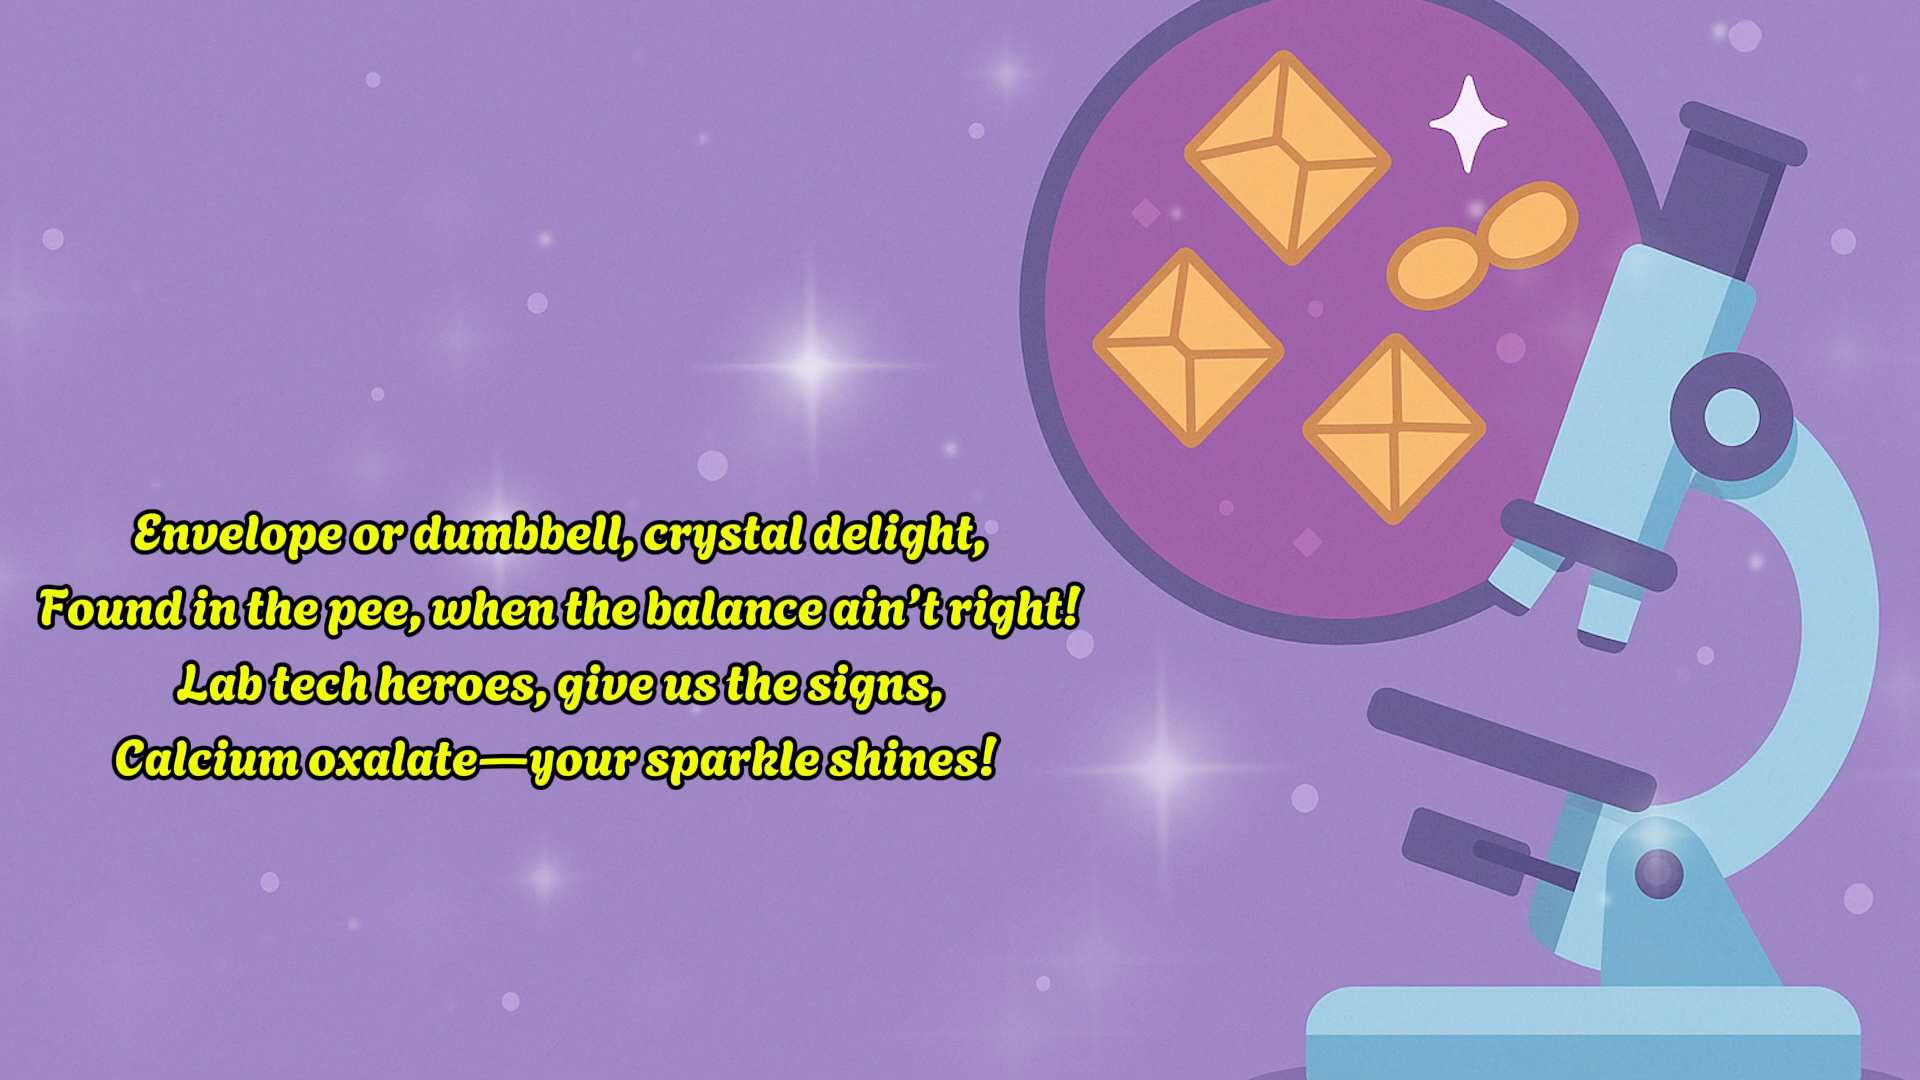 Envelope or dumbbell, crystal delight,
Found in the pee, when the balance ain’t right!
Lab tech heroes, give us the signs,
Calcium oxalate—your sparkle shines!